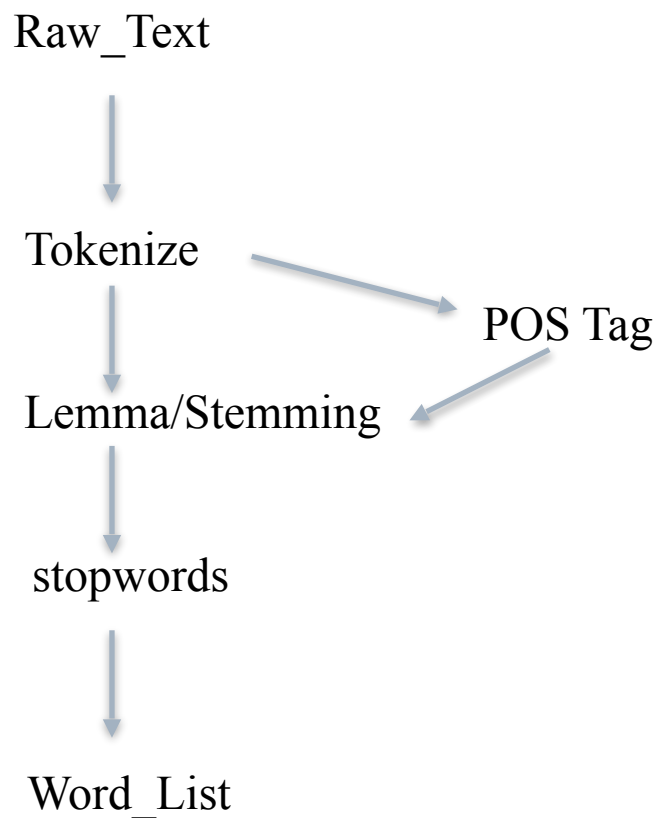 Raw_Text
Tokenize
POS Tag
Lemma/Stemming
stopwords
Word_List